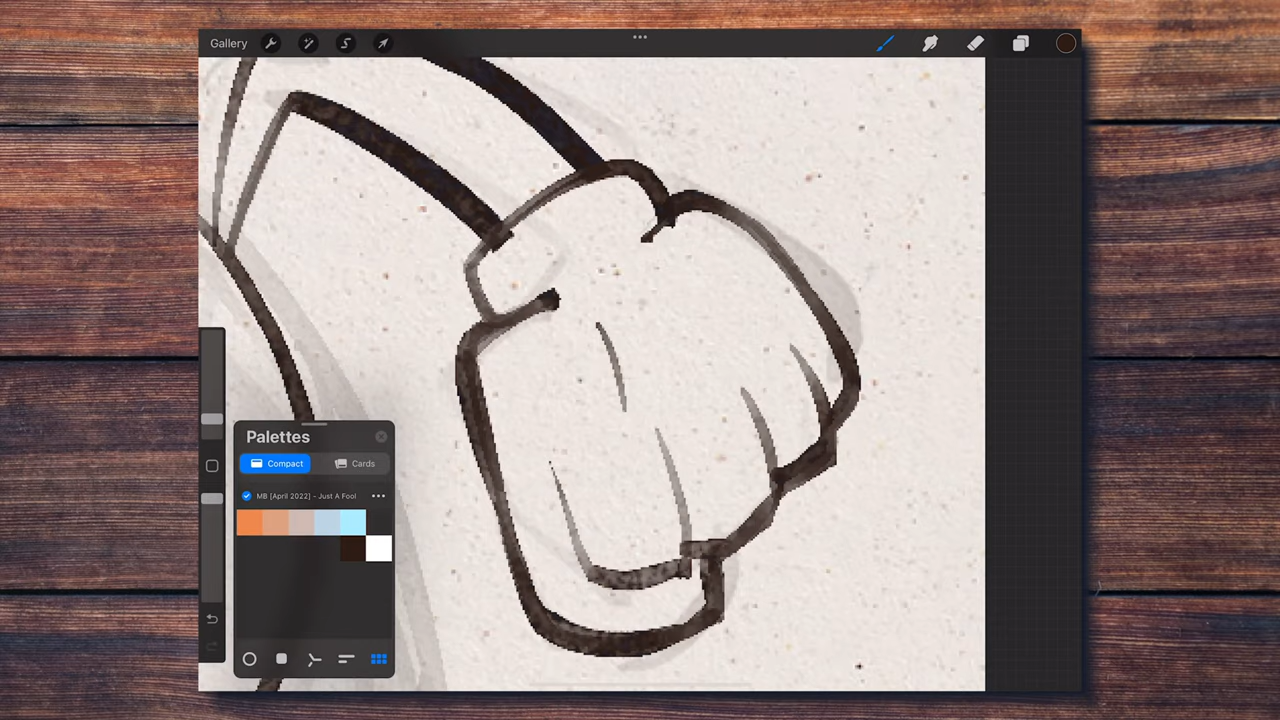 Gallery
Palettes
Compact
Cards
MB [April 2022] - Just A Fool